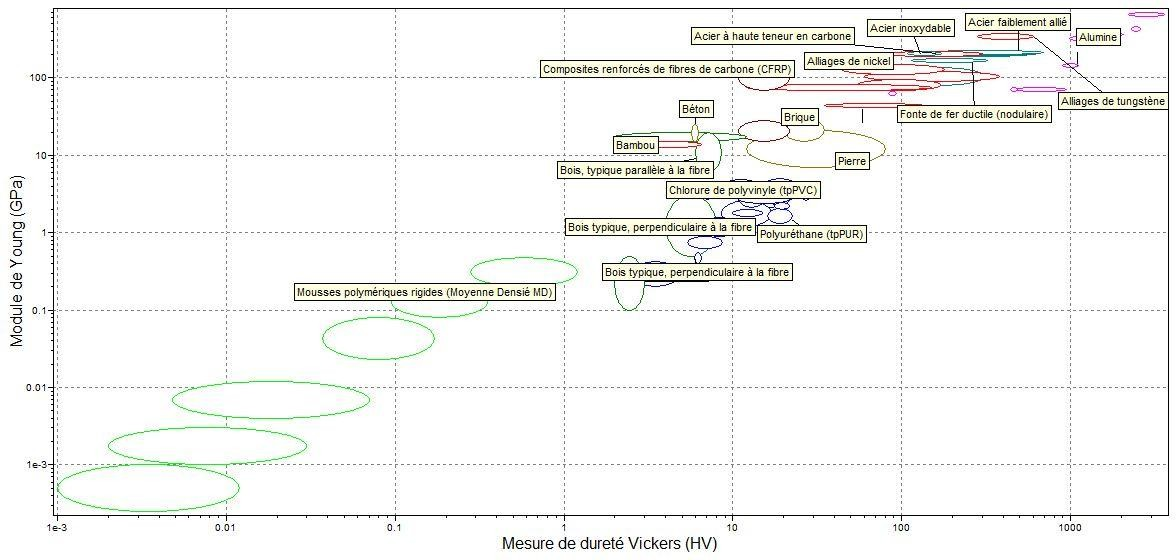 Acier faiblement allié
Acier inoxydable
Acier à haute teneur en carbone
Alumine
Alliages de nickel
Composites renforcés de fibres de carbone (CFRP)
Alliages de tungstène
Fonte de fer ductile (nodulaire)
Béton
Brique
Bambou
Pierre
Bois, typique parallèle à la fibre
Chlorure de polyvinyle (tpPVC)
Bois typique, perpendiculaire à la fibre
Polyuréthane (tpPUR)
Bois typique, perpendiculaire à la fibre
Mousses polymériques rigides (Moyenne Densié MD)
Module de Young (GPa)
100
10
1
0.1
0.01
1e-3
1e-3
0.01
0.1
1
10
100
1000
Mesure de dureté Vickers (HV)